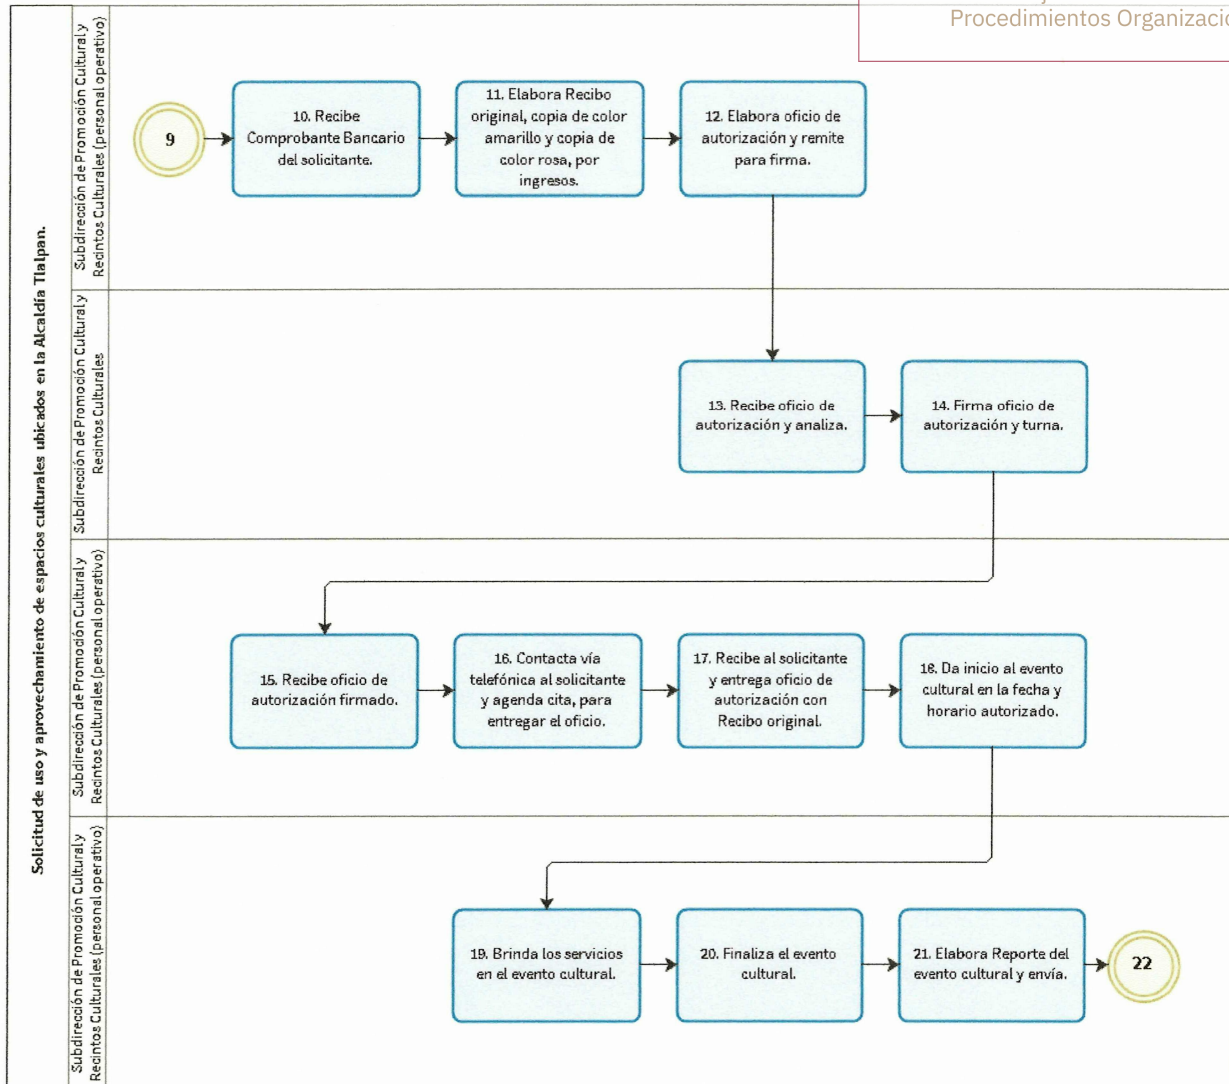 Procedimientos Organizacio
Solicitud de uso y aprovechamiento de espacios culturales ubicados en la Alcaldía Tlalpan.
Subdirección de Promoción Cultural y
Recintos Culturales (personal operativo)
9
10. Recibe
Comprobante Bancario
del solicitante.
11. Elabora Recibo
original, copia de color
amarillo y copia de
color rosa, por
ingresos.
12. Elabora oficio de
autorización y remite
para firma.
Subdirección de Promoción Cultural y
Recintos Culturales
13. Recibe oficio de
autorización y analiza.
14. Firma oficio de
autorización y turna.
Subdirección de Promoción Cultural y
Recintos Culturales (personal operativo)
15. Recibe oficio de
autorización firmado.
16. Contacta vía
telefónica al solicitante
y agenda cita, para
entregar el oficio.
17. Recibe al solicitante
y entrega oficio de
autorización con
Recibo original.
18. Da inicio al evento
cultural en la fecha y
horario autorizado.
Subdirección de Promoción Cultural y
Recintos Culturales (personal operativo)
19. Brinda los servicios
en el evento cultural.
20. Finaliza el evento
cultural.
21. Elabora Reporte del
evento cultural y envía.
22